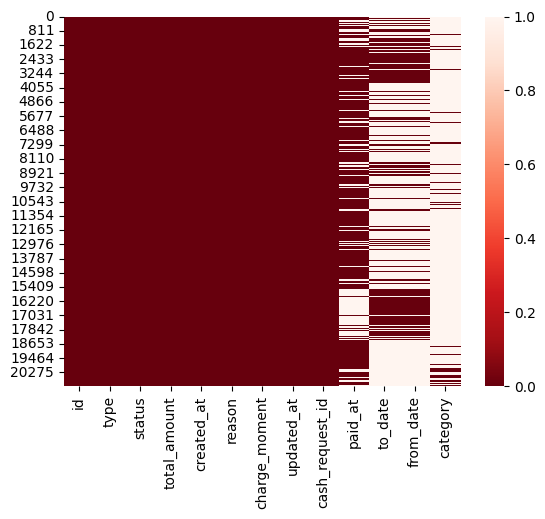 0
811
1622
2433
3244
4055
4866
5677
6488
7299
8110
8921
9732
10543
11354
12165
12976
13787
14598
15409
16220
17031
17842
18653
19464
20275
id
type
status
total_amount
created_at
reason
charge_moment
updated_at
cash_request_id
paid_at
to_date
from_date
category
1.0
0.8
0.6
0.4
0.2
0.0